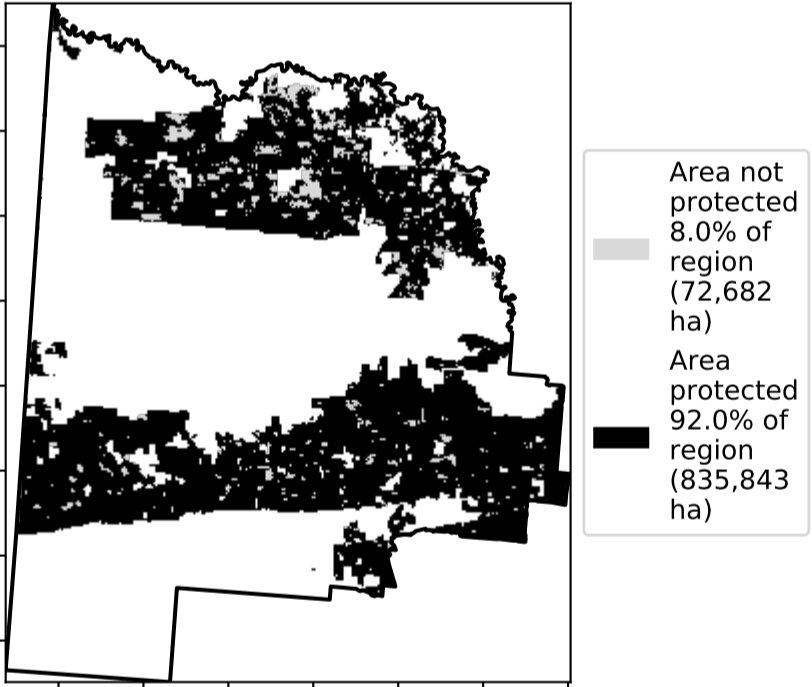 Area not
protected
8.0% of
region
(72,682
ha)
Area
protected
92.0% of
region
(835,843
ha)